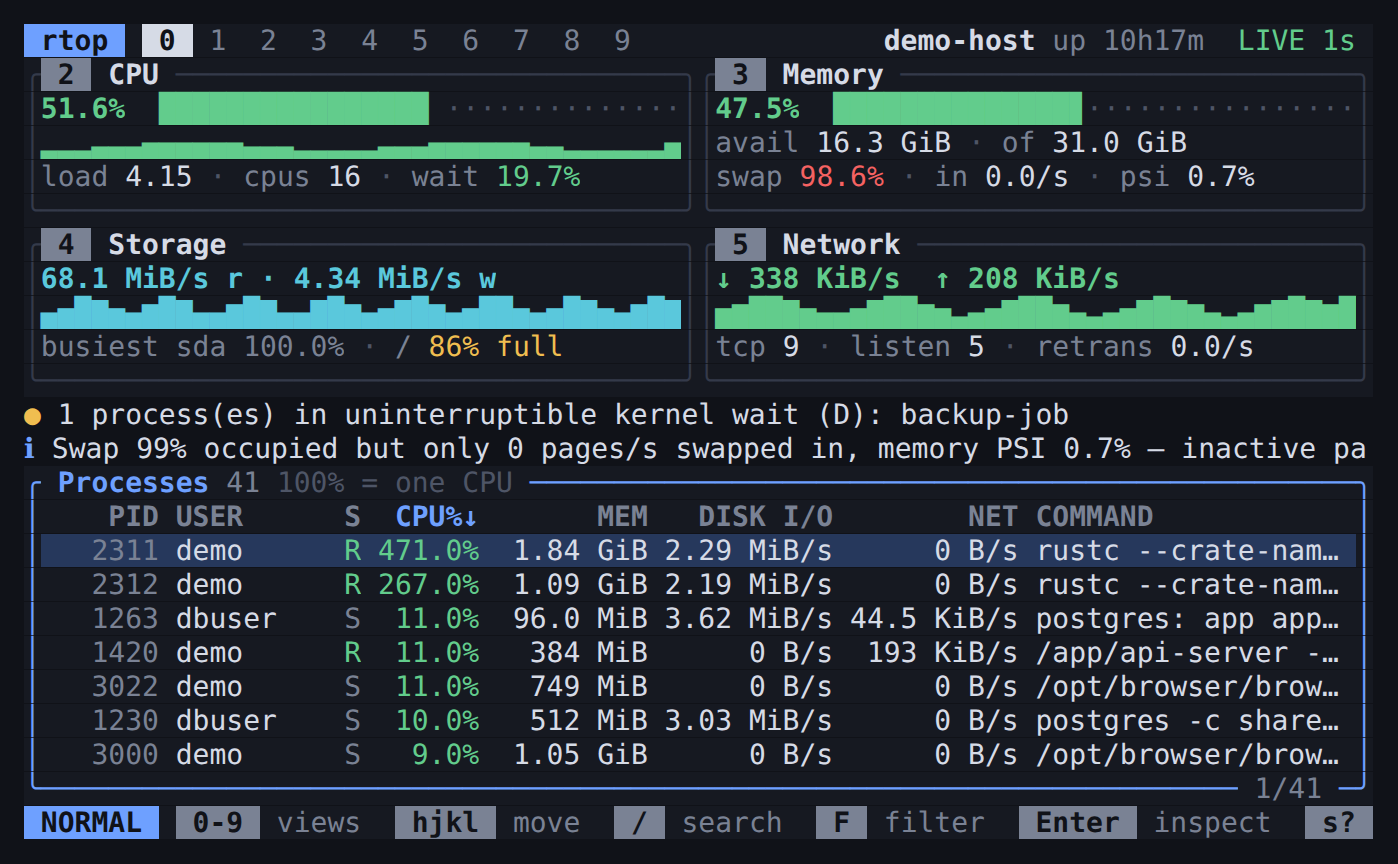 rtop 0 1 2 3 4 5 6 7 8 9 demo-host up 10h17m LIVE 1s
2 CPU
51.6%
load 4.15 · cpus 16 · wait 19.7%
3 Memory
47.5%
avail 16.3 GiB · of 31.0 GiB
swap 98.6% · in 0.0/s · psi 0.7%
4 Storage
68.1 MiB/s r · 4.34 MiB/s w
busiest sda 100.0% · / 86% full
5 Network
↓ 338 KiB/s ↑ 208 KiB/s
tcp 9 · listen 5 · retrans 0.0/s
● 1 process(es) in uninterruptible kernel wait (D): backup-job
ℹ Swap 99% occupied but only 0 pages/s swapped in, memory PSI 0.7% — inactive pa
Processes 41 100% = one CPU
PID USER S CPU%↓ MEM DISK I/O NET COMMAND
2311 demo R 471.0% 1.84 GiB 2.29 MiB/s 0 B/s rustc --crate-nam…
2312 demo R 267.0% 1.09 GiB 2.19 MiB/s 0 B/s rustc --crate-nam…
1263 dbuser S 11.0% 96.0 MiB 3.62 MiB/s 44.5 KiB/s postgres: app app…
1420 demo R 11.0% 384 MiB 0 B/s 193 KiB/s /app/api-server -…
3022 demo S 11.0% 749 MiB 0 B/s 0 B/s /opt/browser/brow…
1230 dbuser S 10.0% 512 MiB 3.03 MiB/s 0 B/s postgres -c share…
3000 demo S 9.0% 1.05 GiB 0 B/s 0 B/s /opt/browser/brow…
1/41
NORMAL 0-9 views hjkl move / search F filter Enter inspect s?